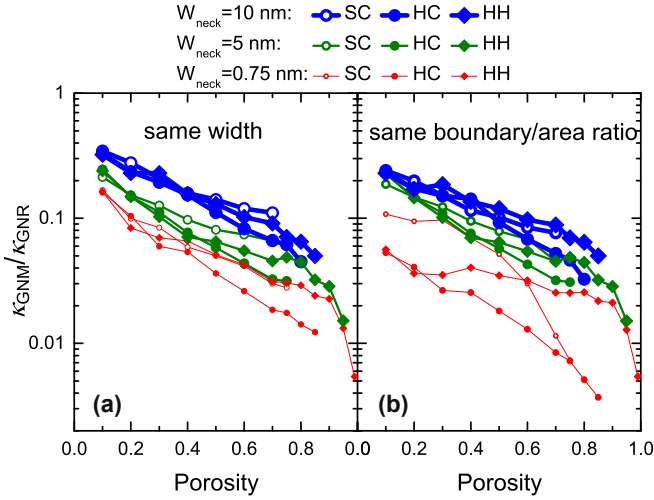 W_neck=10 nm: SC HC HH
W_neck=5 nm: SC HC HH
W_neck=0.75 nm: SC HC HH
1
0.1
0.01
κ_GNM/κ_GNR
same width
same boundary/area ratio
(a)
(b)
0.0 0.2 0.4 0.6 0.8 0.0 0.2 0.4 0.6 0.8 1.0
Porosity Porosity